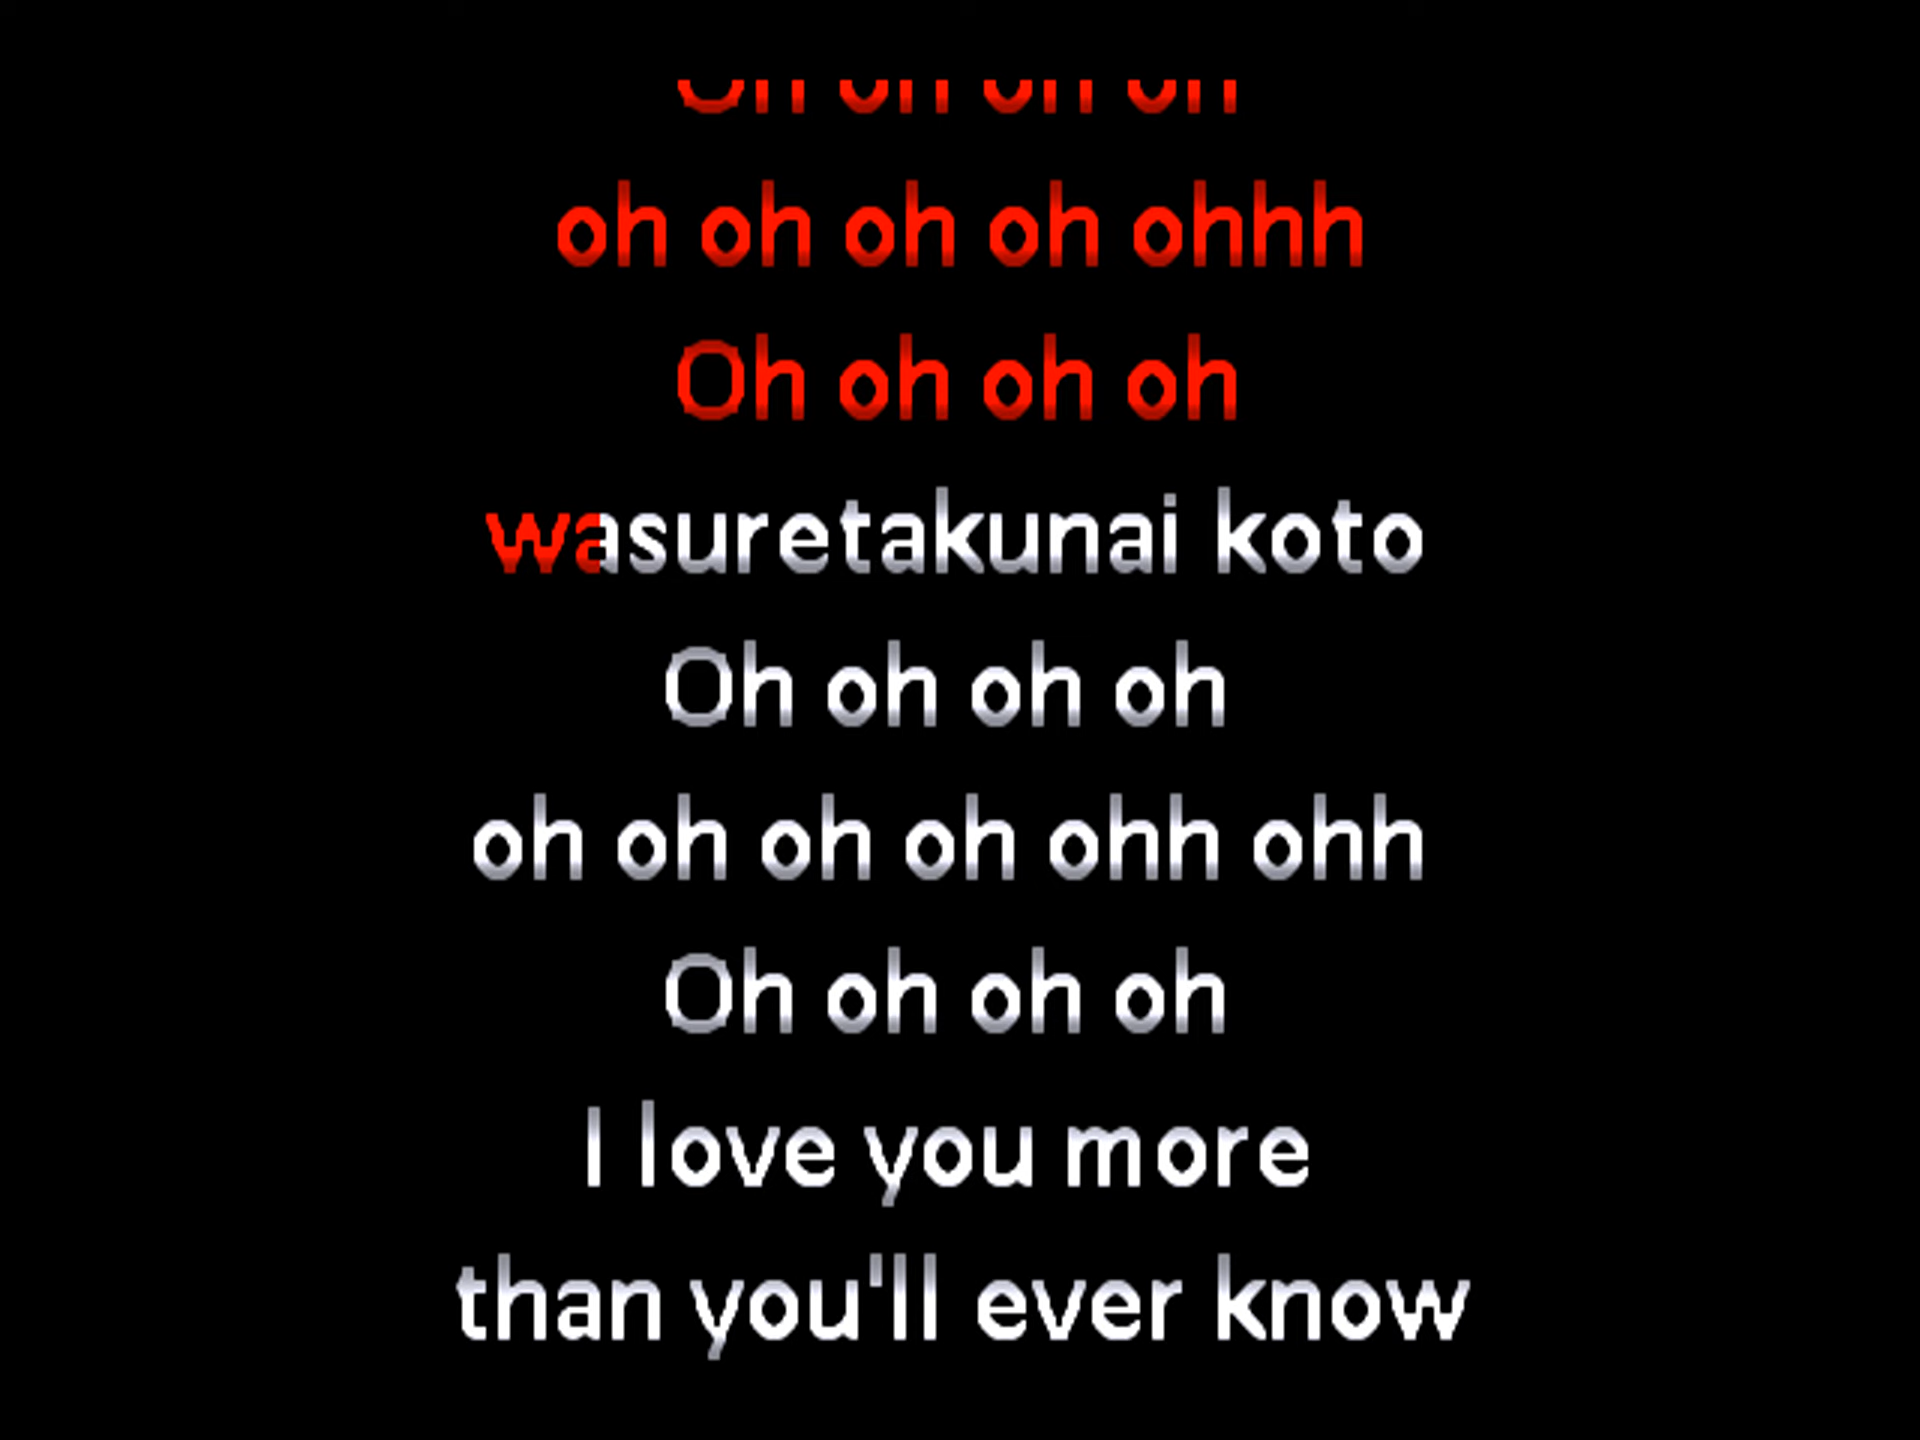 Oh oh oh oh
oh oh oh oh ohhh
Oh oh oh oh
wasuretakunai koto
Oh oh oh oh
oh oh oh oh ohh ohh
Oh oh oh oh
I love you more
than you'll ever know